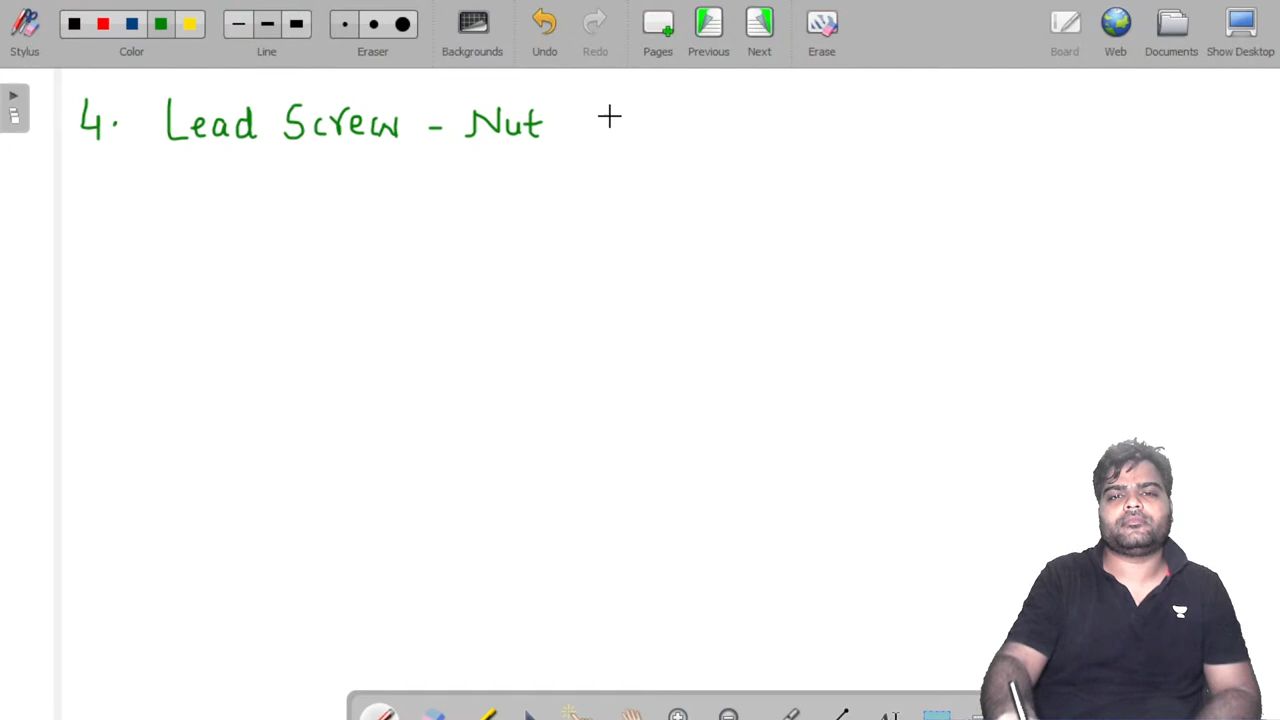 Stylus
Color
Line
Eraser
Backgrounds
Undo
Redo
Pages
Previous
Next
Erase
Board
Web
Documents
Show Desktop
4. Lead Screw - Nut